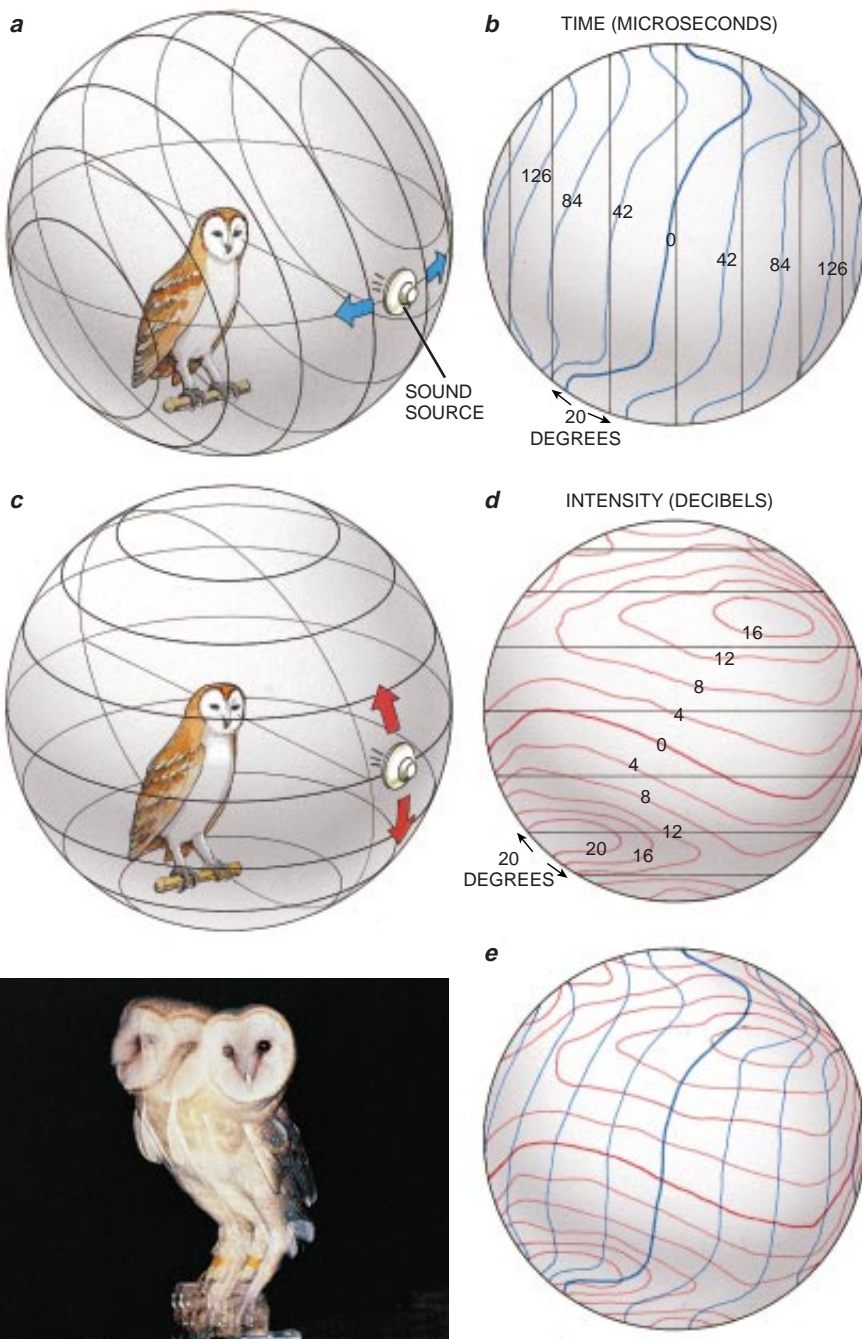 a
SOUND
SOURCE
b
TIME (MICROSECONDS)
126
84
42
0
42
84
126
20
DEGREES
c
d
INTENSITY (DECIBELS)
16
12
8
4
0
4
8
12
20
16
20
DEGREES
e